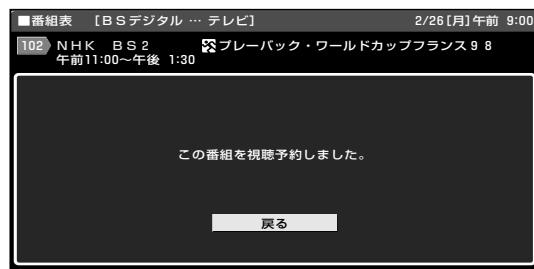 ■番組表 [BSデジタル … テレビ] 2/26[月]午前 9:00
102 NHK BS2 プレーバック・ワールドカップフランス98
午前11:00〜午後 1:30
この番組を視聴予約しました。
戻る